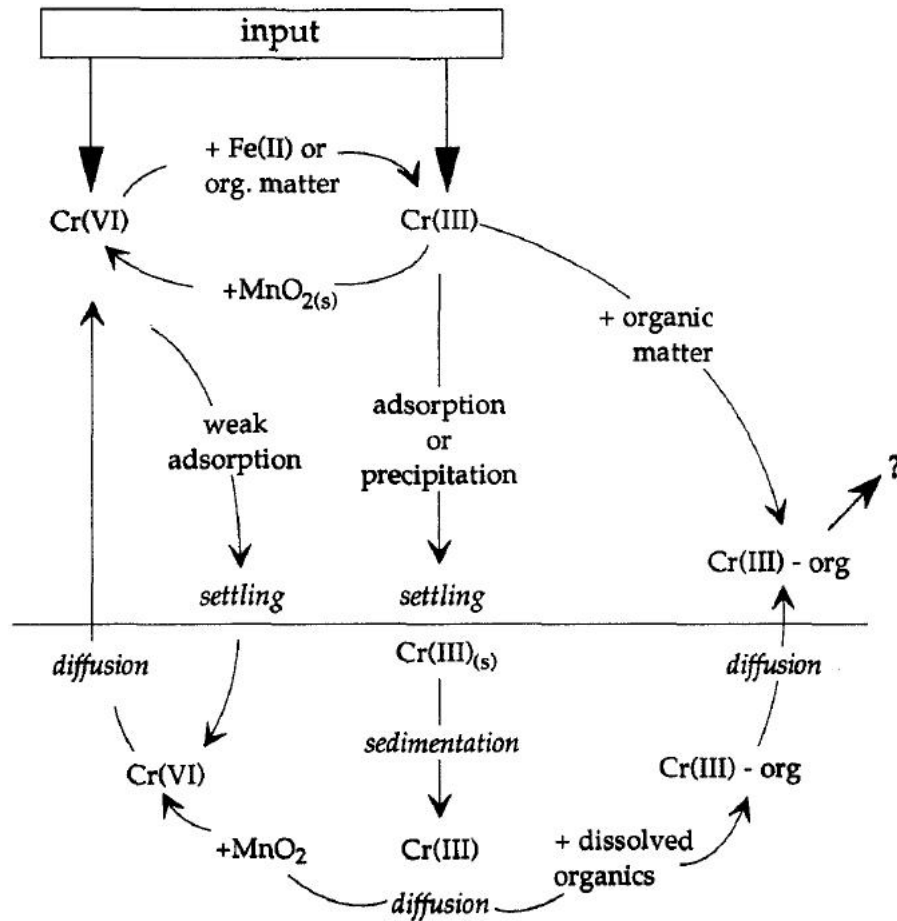 input
+ Fe(II) or
org. matter
Cr(VI)
Cr(III)
+MnO2(s)
+ organic
matter
weak
adsorption
adsorption
or
precipitation
?
Cr(III) - org
settling
settling
diffusion
Cr(III)(s)
diffusion
sedimentation
Cr(VI)
Cr(III) - org
+MnO2
Cr(III)
+ dissolved
organics
diffusion